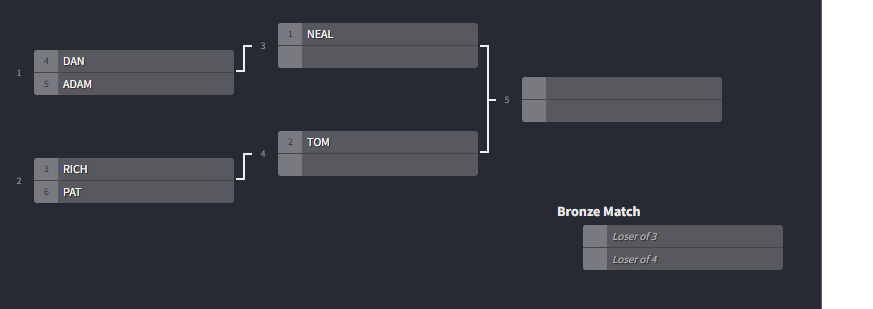 1
4 DAN
5 ADAM
2
3 RICH
6 PAT
3
1 NEAL
4
2 TOM
5
Bronze Match
Loser of 3
Loser of 4